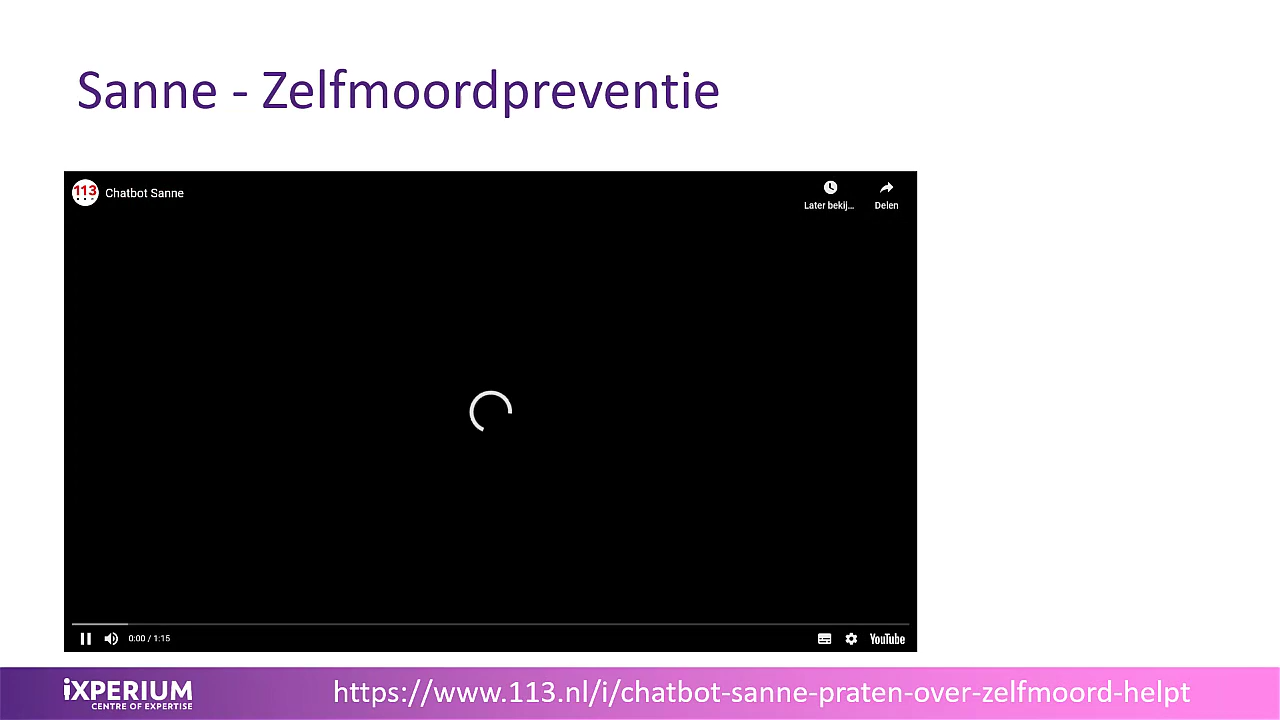 Sanne - Zelfmoordpreventie
113
Chatbot Sanne
Later bekij...
Delen
0:00 / 1:15
YouTube
iXPERIUM
CENTRE OF EXPERTISE
https://www.113.nl/i/chatbot-sanne-praten-over-zelfmoord-helpt